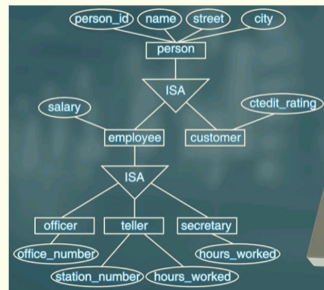 person_id name street city
person
ISA
salary ctedit_rating
employee customer
ISA
officer teller secretary
office_number hours_worked
station_number hours_worked